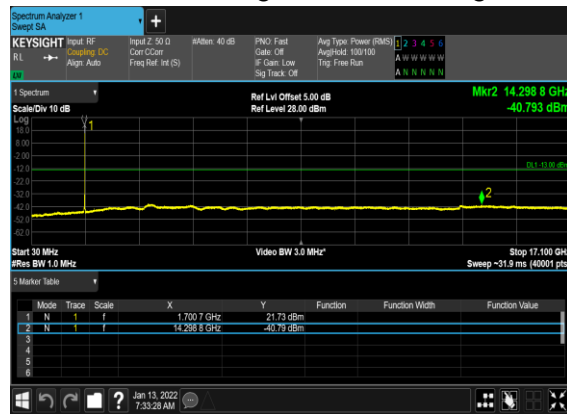 Spectrum Analyzer 1
Swept SA
+
KEYSIGHT Input: RF Input Z: 50 Ω #Atten: 40 dB PNO: Fast Avg Type: Power (RMS) 1 2 3 4 5 6
RL Coupling: DC Corr CCorr Gate: Off Avg|Hold: 100/100 A W W W W W
Align: Auto Freq Ref: Int (S) IF Gain: Low Trig: Free Run
Sig Track: Off A N N N N N
1 Spectrum Ref Lvl Offset 5.00 dB Mkr2 14.298 8 GHz
Scale/Div 10 dB Ref Level 28.00 dBm -40.793 dBm
Log
18.0
8.00
-2.00
-12.0
-22.0
-32.0
-42.0
-52.0
-62.0
1
DL1 -13.00 dBm
2
Start 30 MHz Video BW 3.0 MHz* Stop 17.100 GHz
#Res BW 1.0 MHz Sweep ~31.9 ms (40001 pts)
5 Marker Table
Mode Trace Scale X Y Function Function Width Function Value
1 N 1 f 1.700 7 GHz 21.73 dBm
2 N 1 f 14.298 8 GHz -40.79 dBm
3
4
5
6
? Jan 13, 2022
7:33:28 AM